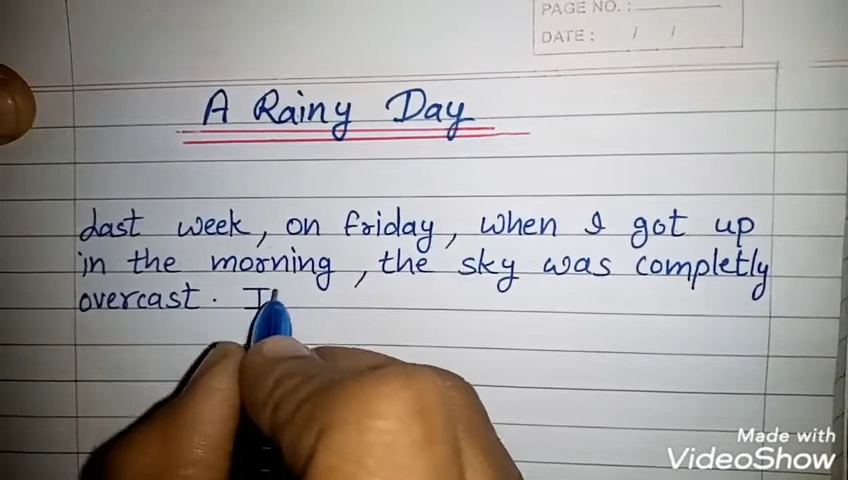 PAGE NO. :
DATE : / /
A Rainy Day
Last week, on friday, when I got up
in the morning, the sky was completly
overcast. I
Made with
VideoShow